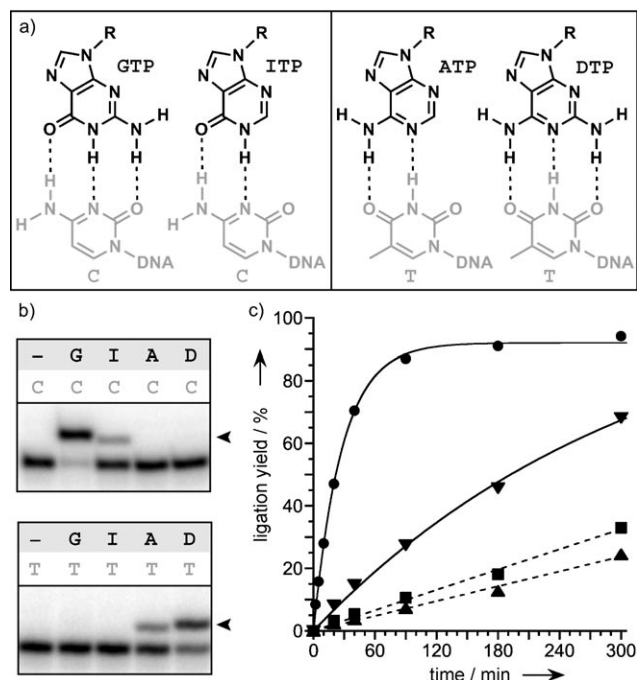 a)
R R R R
GTP ITP ATP DTP
N N N N N N N N
N N N N N N N N
O N N H O N H N N H N N H
H H N H H H N H
H H H H H H
N N O N N O O N O O N O
H N H N N N
DNA DNA DNA DNA
C C T T
b)
– G I A D
C C C C C
– G I A D
T T T T T
c)
ligation yield / %
100
80
60
40
20
0
0 60 120 180 240 300
time / min